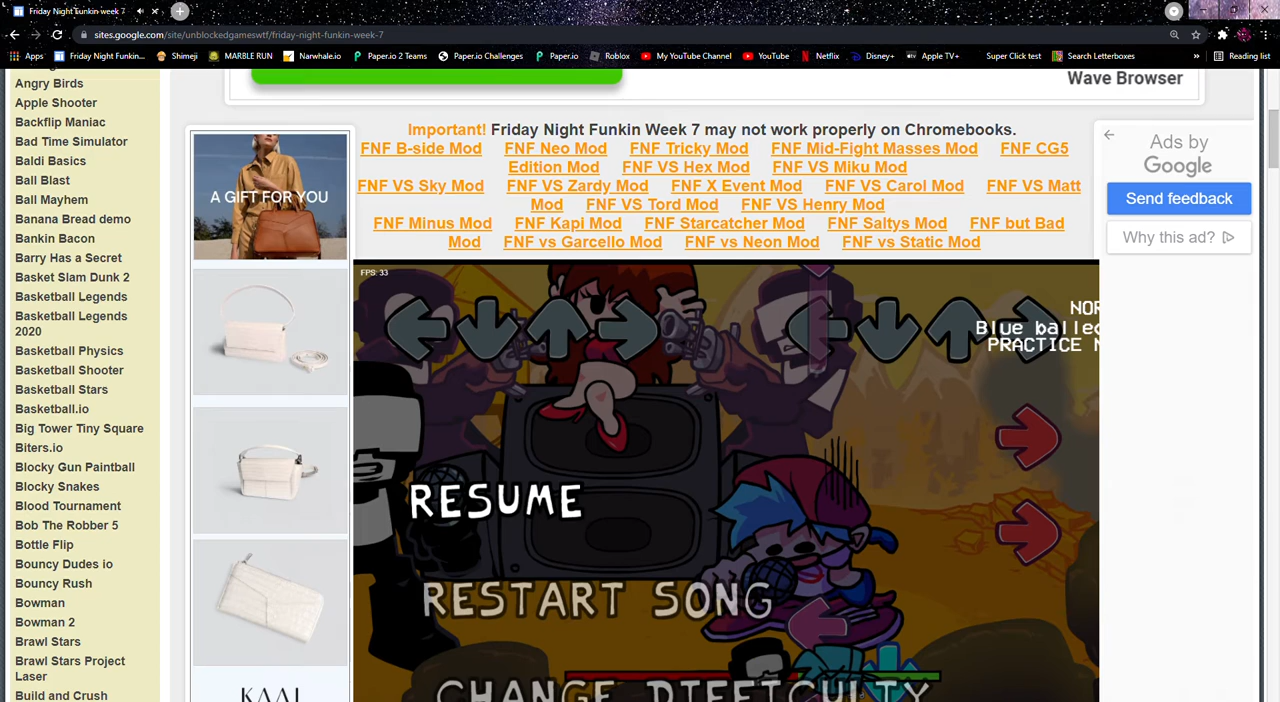 Friday Night Funkin week 7
sites.google.com/site/unblockedgameswtf/friday-night-funkin-week-7
Apps Friday Night Funkin... Shimeji MARBLE RUN Narwhale.io Paper.io 2 Teams Paper.io Challenges Paper.io Roblox My YouTube Channel YouTube Netflix Disney+ Apple TV+ Super Click test Search Letterboxes » Reading list
Angry Birds
Apple Shooter
Backflip Maniac
Bad Time Simulator
Baldi Basics
Ball Blast
Ball Mayhem
Banana Bread demo
Bankin Bacon
Barry Has a Secret
Basket Slam Dunk 2
Basketball Legends
Basketball Legends
2020
Basketball Physics
Basketball Shooter
Basketball Stars
Basketball.io
Big Tower Tiny Square
Biters.io
Blocky Gun Paintball
Blocky Snakes
Blood Tournament
Bob The Robber 5
Bottle Flip
Bouncy Dudes io
Bouncy Rush
Bowman
Bowman 2
Brawl Stars
Brawl Stars Project
Laser
Build and Crush
Wave Browser
A GIFT FOR YOU
Important! Friday Night Funkin Week 7 may not work properly on Chromebooks.
FNF B-side Mod FNF Neo Mod FNF Tricky Mod FNF Mid-Fight Masses Mod FNF CG5
Edition Mod FNF VS Hex Mod FNF VS Miku Mod
FNF VS Sky Mod FNF VS Zardy Mod FNF X Event Mod FNF VS Carol Mod FNF VS Matt
Mod FNF VS Tord Mod FNF VS Henry Mod
FNF Minus Mod FNF Kapi Mod FNF Starcatcher Mod FNF Saltys Mod FNF but Bad
Mod FNF vs Garcello Mod FNF vs Neon Mod FNF vs Static Mod
FPS: 33
NOR
Blue balled
PRACTICE
RESUME
RESTART SONG
CHANGE DIFFICULTY
Ads by
Google
Send feedback
Why this ad?